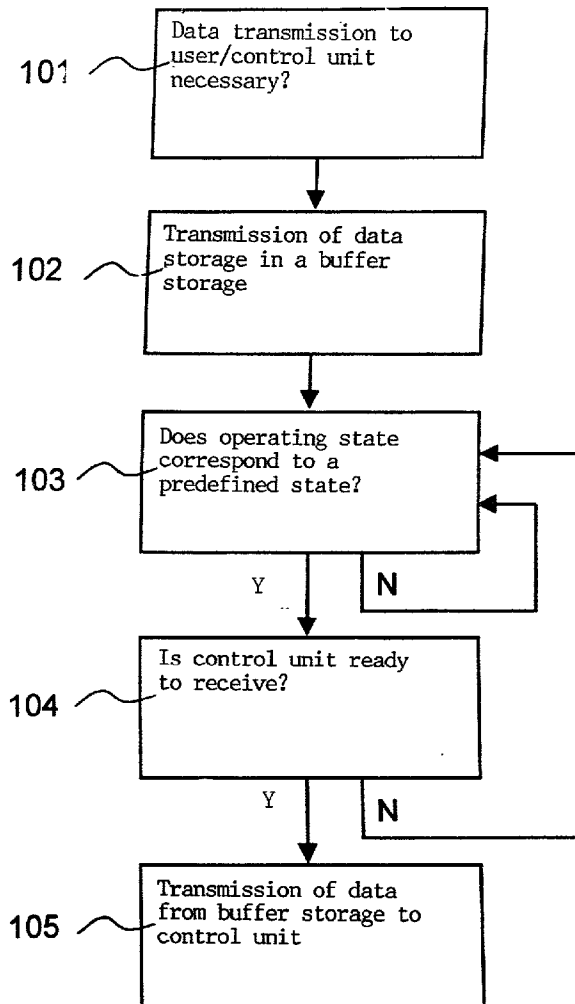 101
Data transmission to
user/control unit
necessary?
102
Transmission of data
storage in a buffer
storage
103
Does operating state
correspond to a
predefined state?
Y
N
104
Is control unit ready
to receive?
Y
N
105
Transmission of data
from buffer storage to
control unit